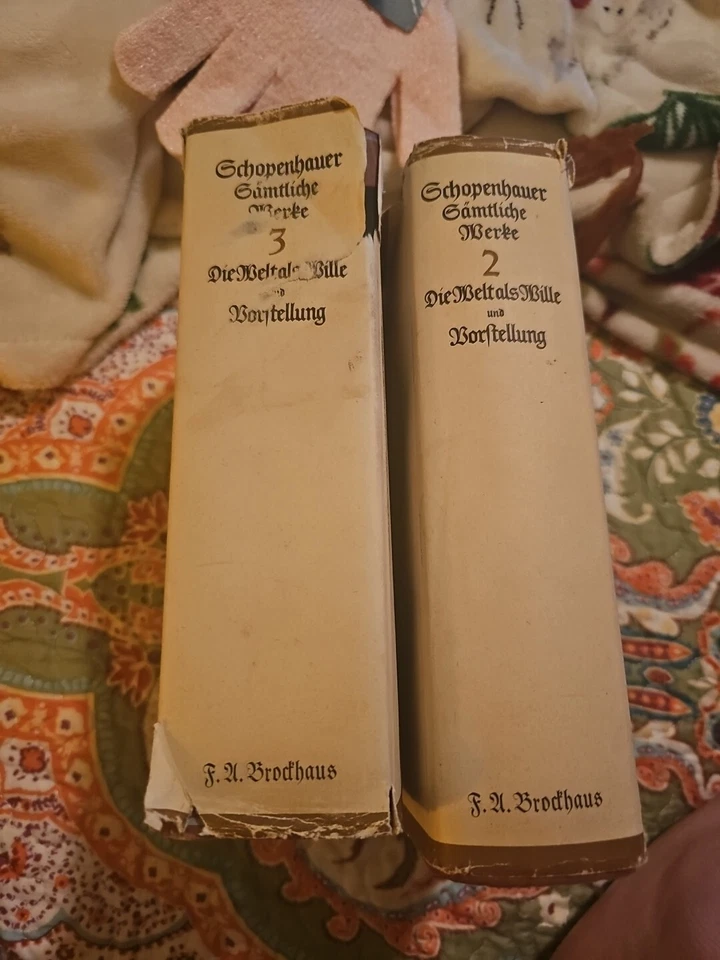 Schopenhauer
Sämtliche
Werke
3
Die Welt als Wille
Vorstellung
F. A. Brockhaus
Schopenhauer
Sämtliche
Werke
2
Die Welt als Wille
und
Vorstellung
F. A. Brockhaus